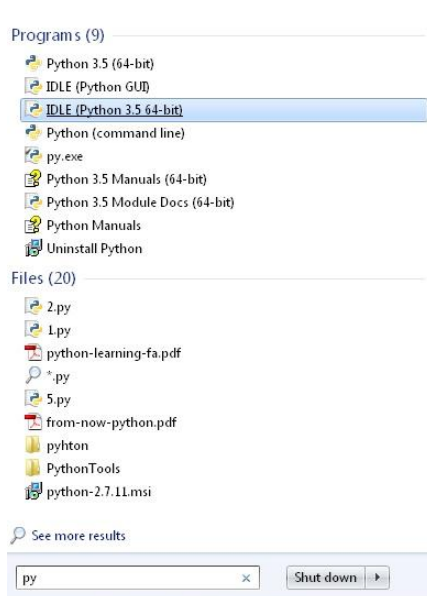 Programs (9)
Python 3.5 (64-bit)
IDLE (Python GUI)
IDLE (Python 3.5 64-bit)
Python (command line)
py.exe
Python 3.5 Manuals (64-bit)
Python 3.5 Module Docs (64-bit)
Python Manuals
Uninstall Python
Files (20)
2.py
1.py
python-learning-fa.pdf
*.py
5.py
from-now-python.pdf
pyhton
PythonTools
python-2.7.11.msi
See more results
py
Shut down